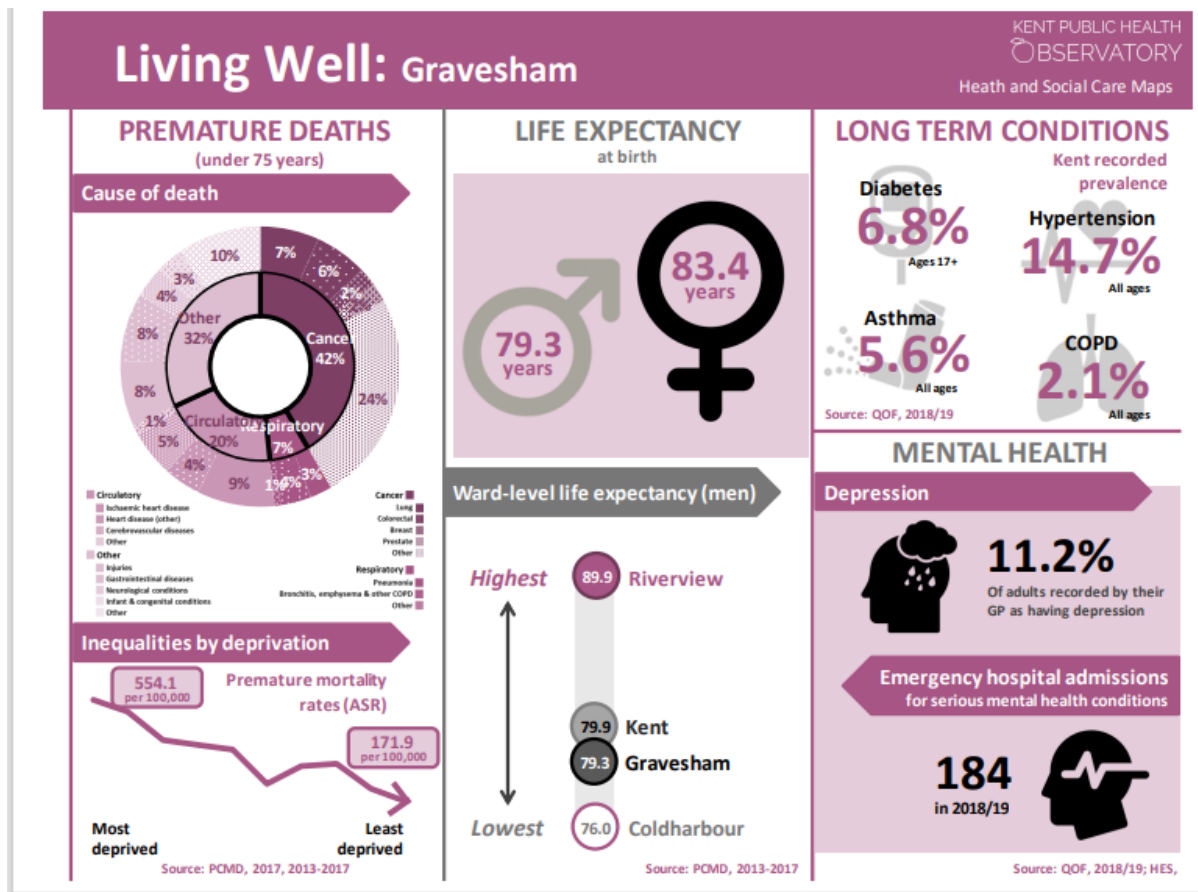 Living Well: Gravesham
KENT PUBLIC HEALTH
OBSERVATORY
Heath and Social Care Maps
PREMATURE DEATHS
(under 75 years)
Cause of death
10%
7%
6%
2%
3%
4%
Other
32%
Cancer
42%
8%
24%
8%
1%
Circulatory
20%
Respiratory
7%
5%
4%
9%
1%
4%
3%
Circulatory
Ischaemic heart disease
Heart disease (other)
Cerebrovascular diseases
Other
Other
Injuries
Gastrointestinal diseases
Neurological conditions
Infant & congenital conditions
Other
Cancer
Lung
Colorectal
Breast
Prostate
Other
Respiratory
Pneumonia
Bronchitis, emphysema & other COPD
Other
Inequalities by deprivation
554.1
per 100,000
Premature mortality
rates (ASR)
171.9
per 100,000
Most
deprived
Least
deprived
Source: PCMD, 2017, 2013-2017
LIFE EXPECTANCY
at birth
83.4
years
79.3
years
Ward-level life expectancy (men)
Highest
89.9 Riverview
79.9 Kent
79.3 Gravesham
Lowest
76.0 Coldharbour
Source: PCMD, 2013-2017
LONG TERM CONDITIONS
Kent recorded
prevalence
Diabetes
6.8%
Ages 17+
Hypertension
14.7%
All ages
Asthma
5.6%
All ages
COPD
2.1%
All ages
Source: QOF, 2018/19
MENTAL HEALTH
Depression
11.2%
Of adults recorded by their
GP as having depression
Emergency hospital admissions
for serious mental health conditions
184
in 2018/19
Source: QOF, 2018/19; HES,